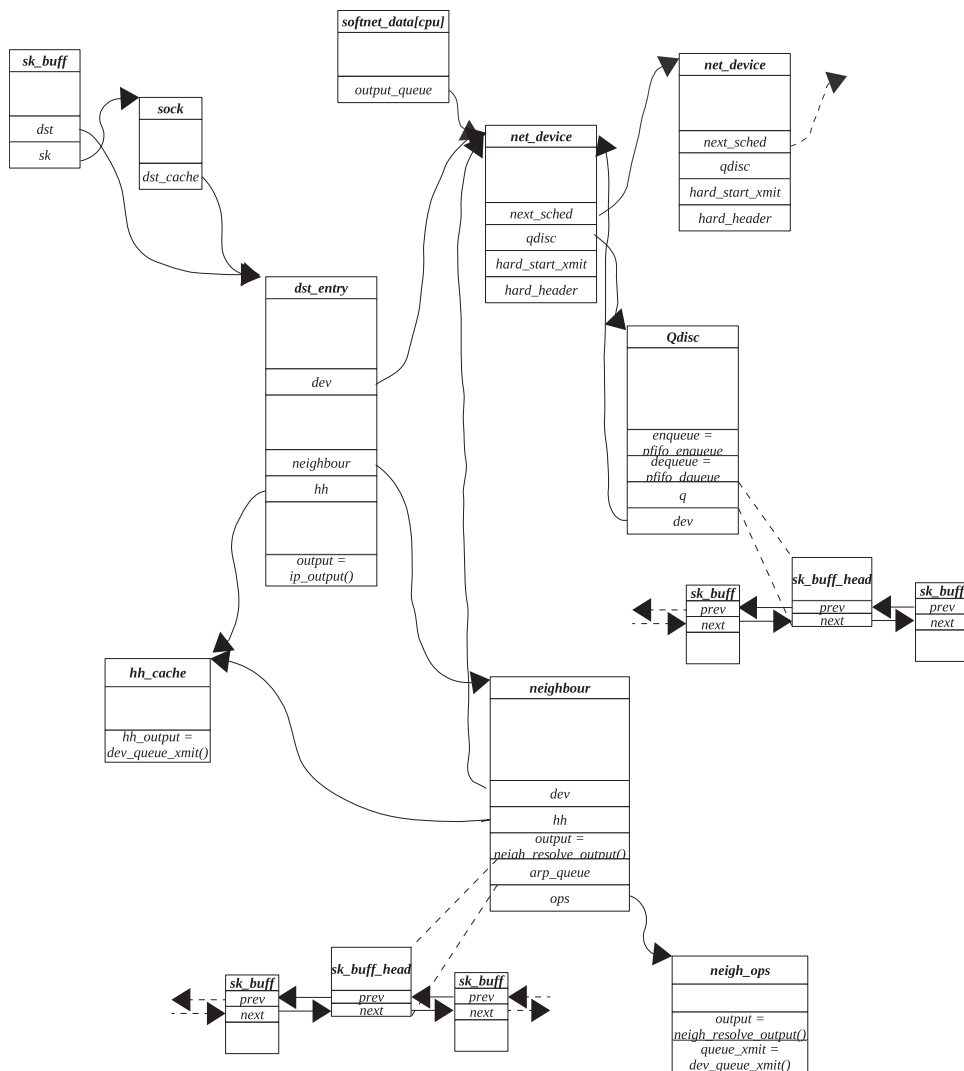 softnet_data[cpu]
output_queue
sk_buff
dst
sk
sock
dst_cache
net_device
next_sched
qdisc
hard_start_xmit
hard_header
net_device
next_sched
qdisc
hard_start_xmit
hard_header
dst_entry
dev
neighbour
hh
output =
ip_output()
Qdisc
enqueue =
pfifo_enqueue
dequeue =
pfifo_dqueue
q
dev
sk_buff_head
prev
next
sk_buff
prev
next
sk_buff
prev
next
hh_cache
hh_output =
dev_queue_xmit()
neighbour
dev
hh
output =
neigh_resolve_output()
arp_queue
ops
sk_buff
prev
next
sk_buff_head
prev
next
sk_buff
prev
next
neigh_ops
output =
neigh_resolve_output()
queue_xmit =
dev_queue_xmit()